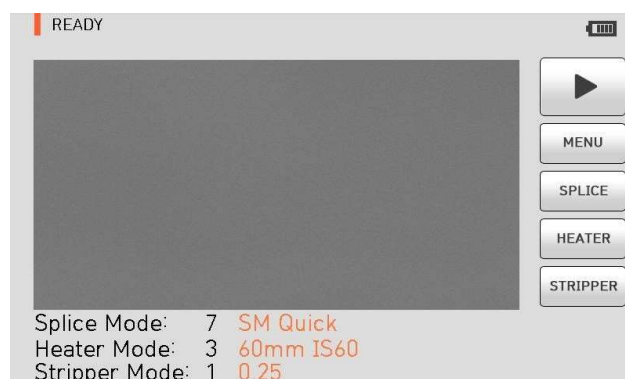 READY
MENU
SPLICE
HEATER
STRIPPER
Splice Mode: 7 SM Quick
Heater Mode: 3 60mm IS60
Stripper Mode: 1 0.25